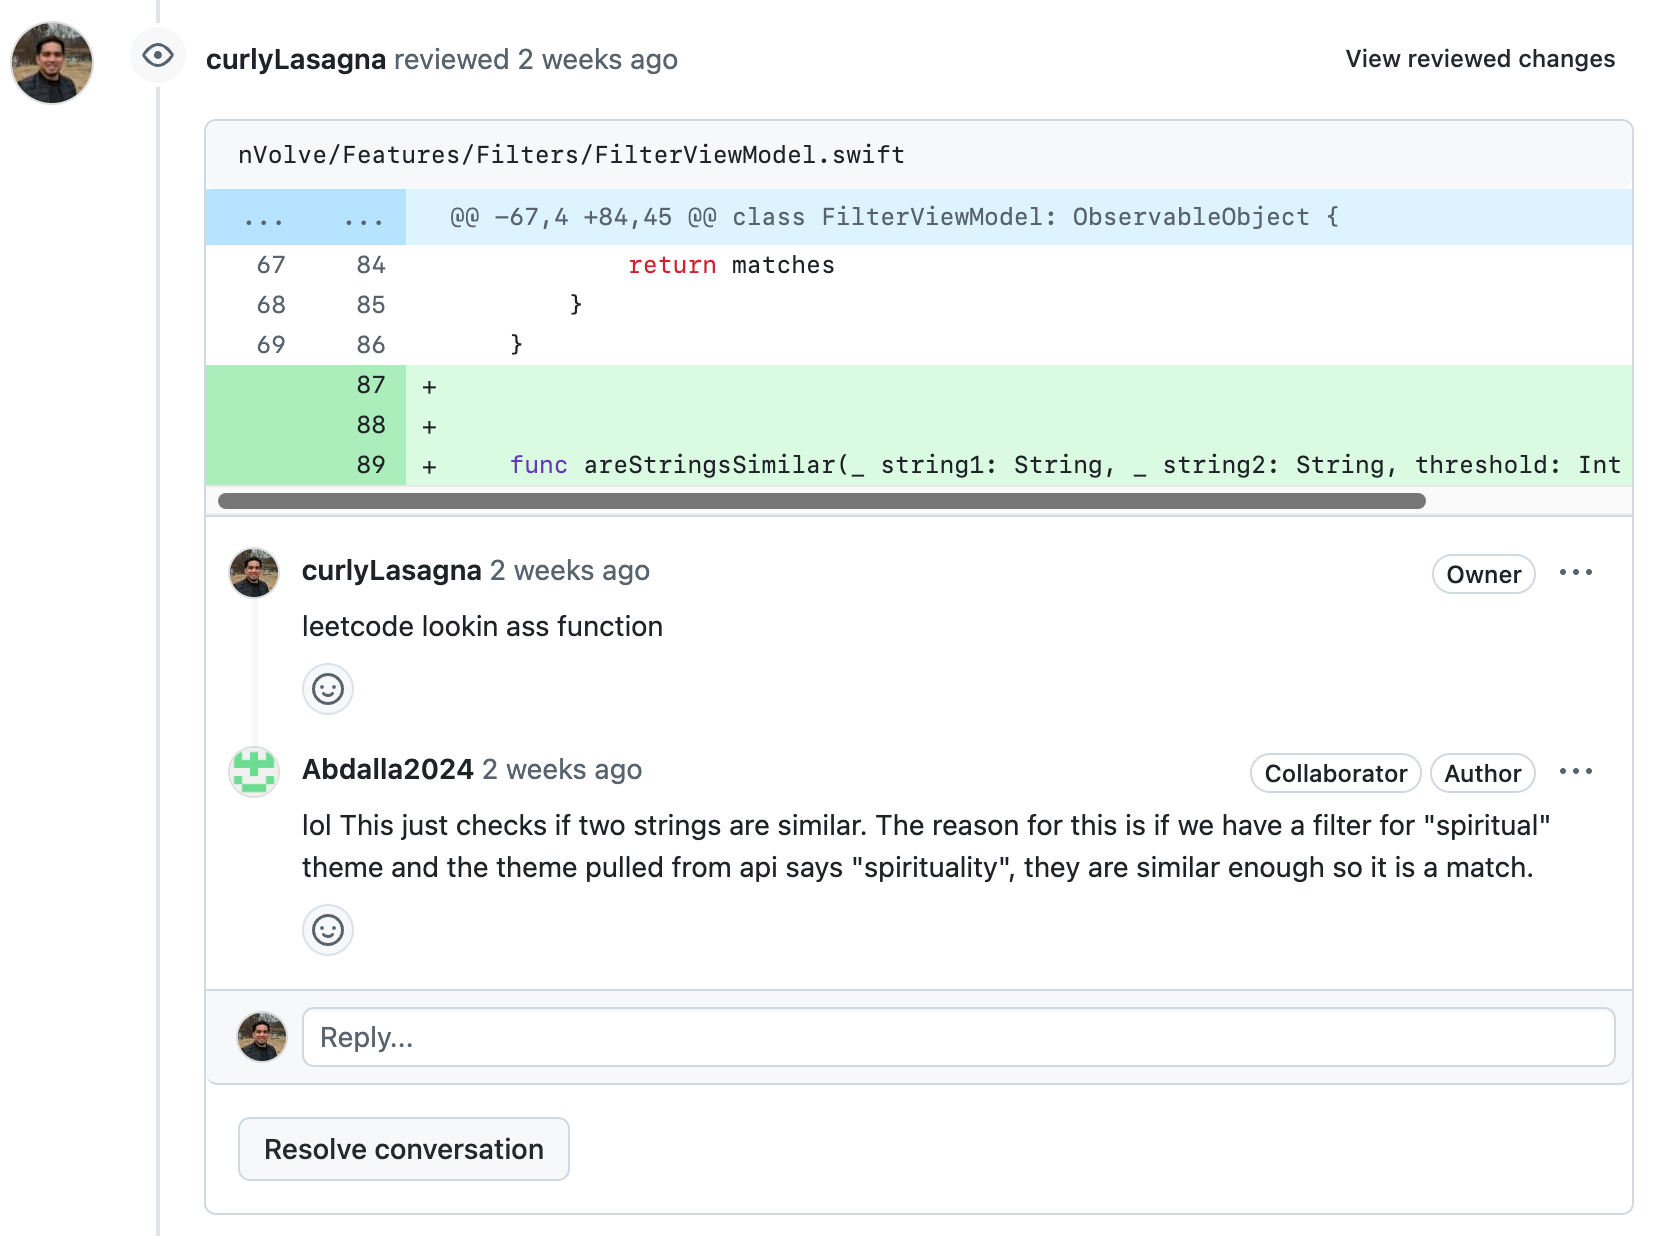 curlyLasagna reviewed 2 weeks ago
View reviewed changes
nVolve/Features/Filters/FilterViewModel.swift
... ... @@ -67,4 +84,45 @@ class FilterViewModel: ObservableObject {
67 84 return matches
68 85 }
69 86 }
87 +
88 +
89 + func areStringsSimilar(_ string1: String, _ string2: String, threshold: Int
curlyLasagna 2 weeks ago
Owner
leetcode lookin ass function
Abdalla2024 2 weeks ago
Collaborator Author
lol This just checks if two strings are similar. The reason for this is if we have a filter for "spiritual"
theme and the theme pulled from api says "spirituality", they are similar enough so it is a match.
Reply...
Resolve conversation